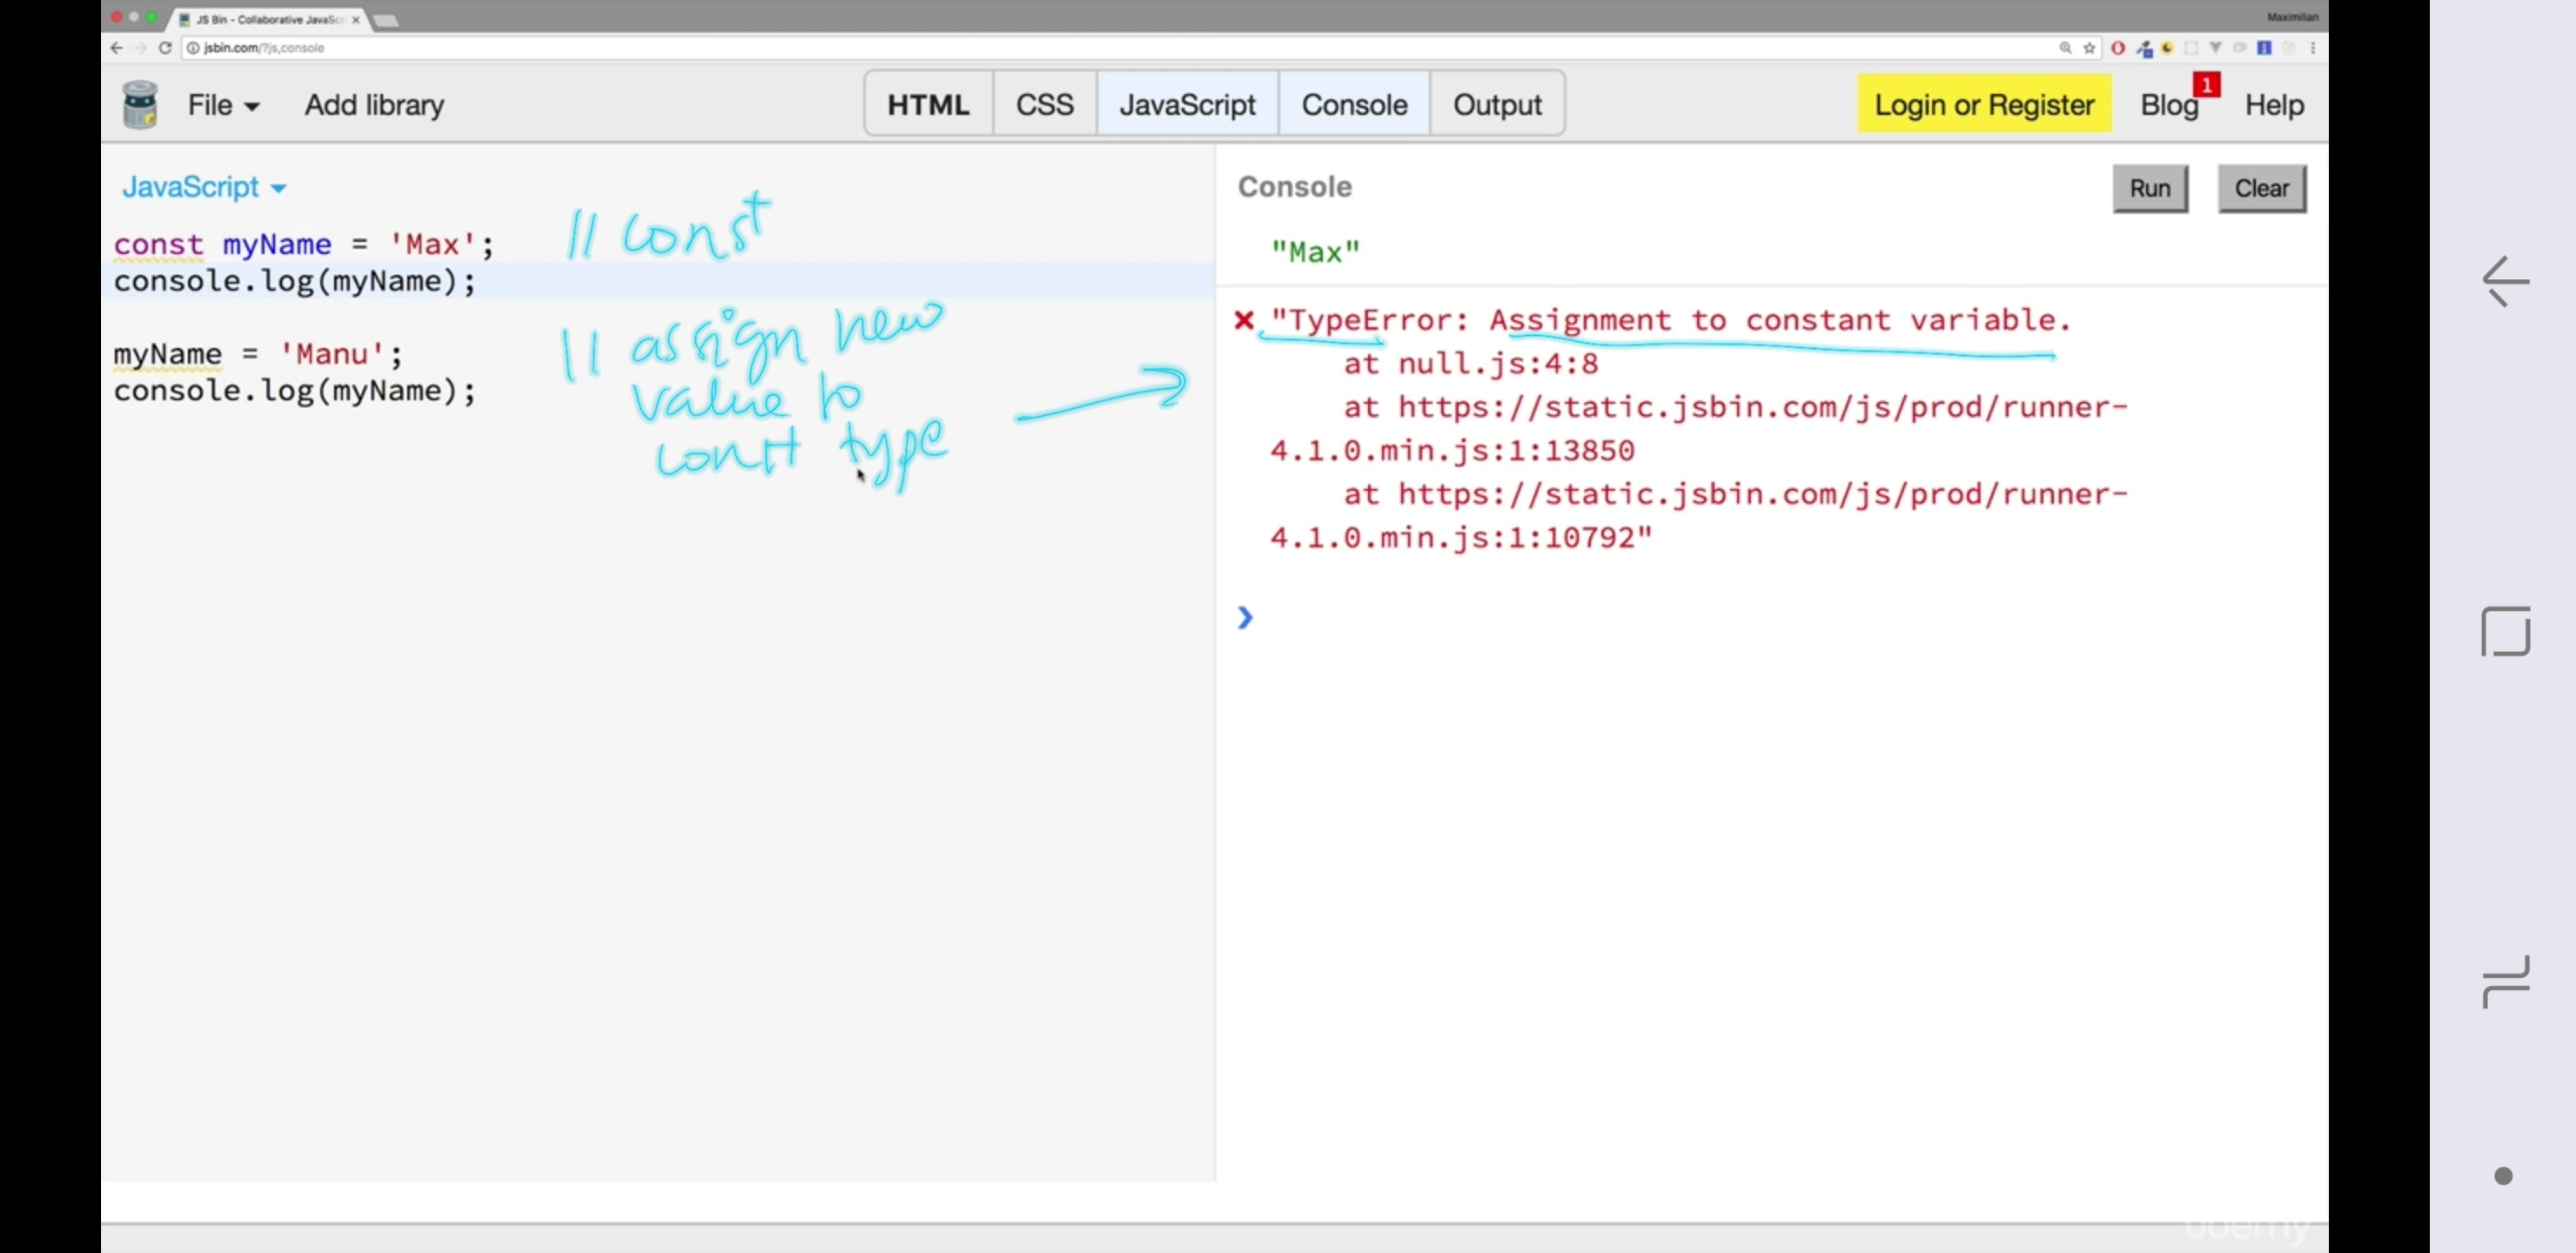 JS Bin - Collaborative JavaSc
Maximilian
jsbin.com/?js,console
File
Add library
HTML
CSS
JavaScript
Console
Output
Login or Register
Blog
1
Help
JavaScript
const myName = 'Max';
// const
console.log(myName);
myName = 'Manu';
console.log(myName);
// assign new
value to
const type
Console
Run
Clear
"Max"
"TypeError: Assignment to constant variable.
at null.js:4:8
at https://static.jsbin.com/js/prod/runner-
4.1.0.min.js:1:13850
at https://static.jsbin.com/js/prod/runner-
4.1.0.min.js:1:10792"
udemy